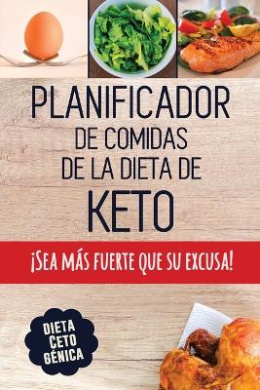 PLANIFICADOR
DE COMIDAS
DE LA DIETA DE
KETO
¡SEA MÁS FUERTE QUE SU EXCUSA!
DIETA
CETO
GÉNICA